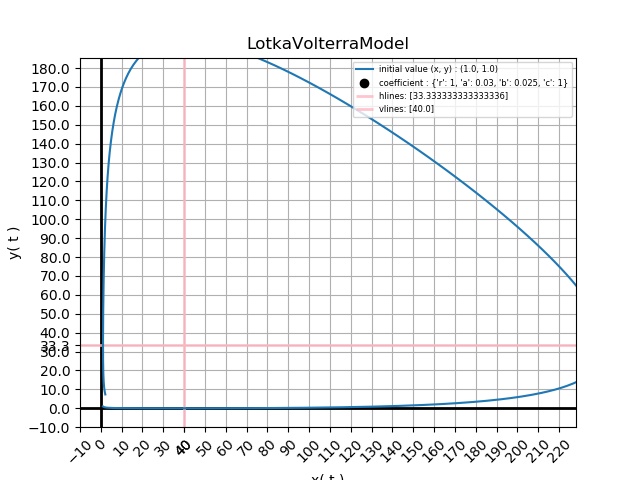 LotkaVolterraModel
initial value (x, y) : (1.0, 1.0)
coefficient : {'r': 1, 'a': 0.03, 'b': 0.025, 'c': 1}
hlines: [33.333333333333336]
vlines: [40.0]
y( t )
180.0
170.0
160.0
150.0
140.0
130.0
120.0
110.0
100.0
90.0
80.0
70.0
60.0
50.0
40.0
33.3
30.0
20.0
10.0
0.0
−10.0
−10 0 10 20 30 40 40 50 60 70 80 90 100 110 120 130 140 150 160 170 180 190 200 210 220
x( t )